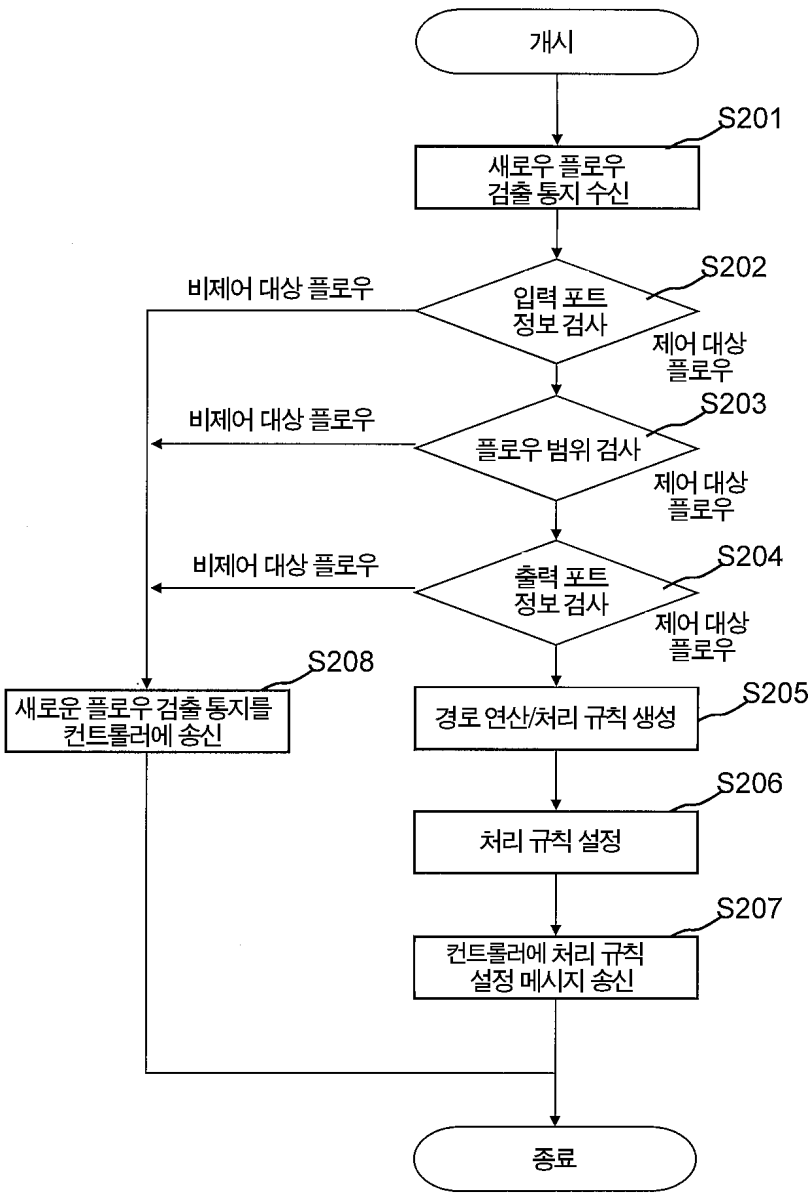 개시
S201
새로우 플로우
검출 통지 수신
S202
비제어 대상 플로우
입력 포트
정보 검사
제어 대상
플로우
S203
비제어 대상 플로우
플로우 범위 검사
제어 대상
플로우
S204
비제어 대상 플로우
출력 포트
정보 검사
제어 대상
플로우
S208
새로운 플로우 검출 통지를
컨트롤러에 송신
S205
경로 연산/처리 규칙 생성
S206
처리 규칙 설정
S207
컨트롤러에 처리 규칙
설정 메시지 송신
종료